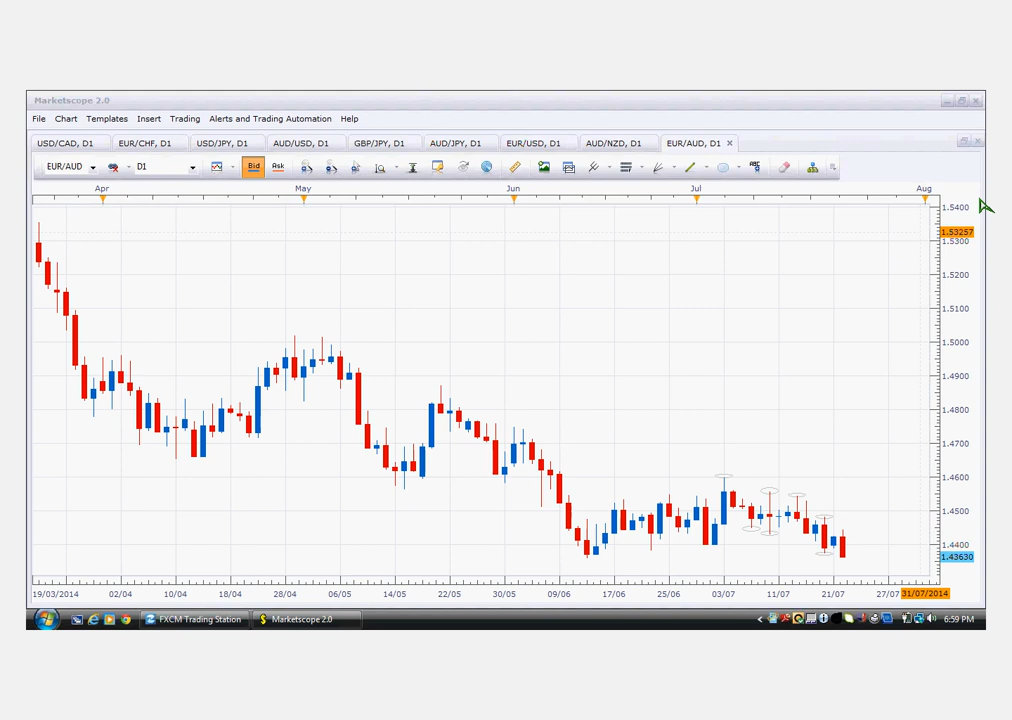 Marketscope 2.0
File Chart Templates Insert Trading Alerts and Trading Automation Help
USD/CAD, D1 EUR/CHF, D1 USD/JPY, D1 AUD/USD, D1 GBP/JPY, D1 AUD/JPY, D1 EUR/USD, D1 AUD/NZD, D1 EUR/AUD, D1
EUR/AUD D1 Bid Ask ABC
Apr May Jun Jul Aug
1.5400
1.53257
1.5300
1.5200
1.5100
1.5000
1.4900
1.4800
1.4700
1.4600
1.4500
1.4400
1.43630
19/03/2014 02/04 10/04 18/04 28/04 06/05 14/05 22/05 30/05 09/06 17/06 25/06 03/07 11/07 21/07 27/07 31/07/2014
FXCM Trading Station Marketscope 2.0 6:59 PM